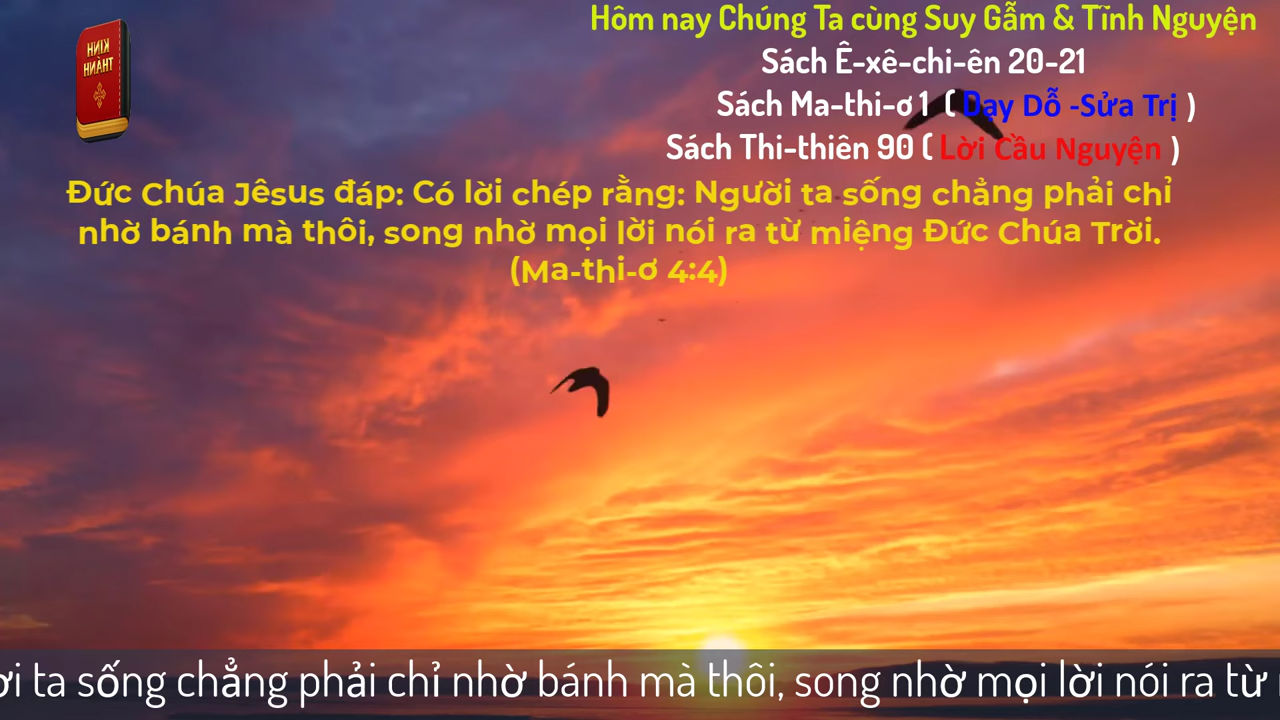 KINH
THÁNH
Hôm nay Chúng Ta cùng Suy Gẫm & Tĩnh Nguyện
Sách Ê-xê-chi-ên 20-21
Sách Ma-thi-ơ 1 ( Dạy Dỗ -Sửa Trị )
Sách Thi-thiên 90 ( Lời Cầu Nguyện )
Đức Chúa Jêsus đáp: Có lời chép rằng: Người ta sống chẳng phải chỉ
nhờ bánh mà thôi, song nhờ mọi lời nói ra từ miệng Đức Chúa Trời.
(Ma-thi-ơ 4:4)
ta sống chẳng phải chỉ nhờ bánh mà thôi, song nhờ mọi lời nói ra từ